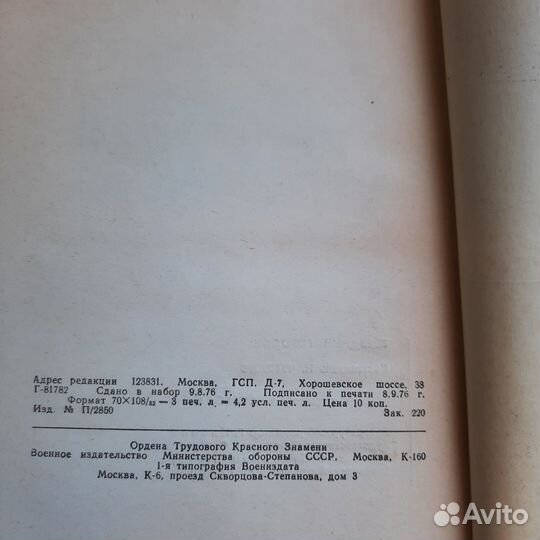 Адрес редакции 123831. Москва, ГСП. Д-7, Хорошевское шоссе. 38
Г-81782 Сдано в набор 9.8.76 г. Подписано к печати 8.9.76 г.
Формат 70×108/32 — 3 печ. л. = 4,2 усл. печ. л. Цена 10 коп.
Изд. № П/2850 Зак. 220
Ордена Трудового Красного Знамени
Военное издательство Министерства обороны СССР. Москва, К-160
1-я типография Воениздата
Москва, К-6, проезд Скворцова-Степанова, дом 3
Avito